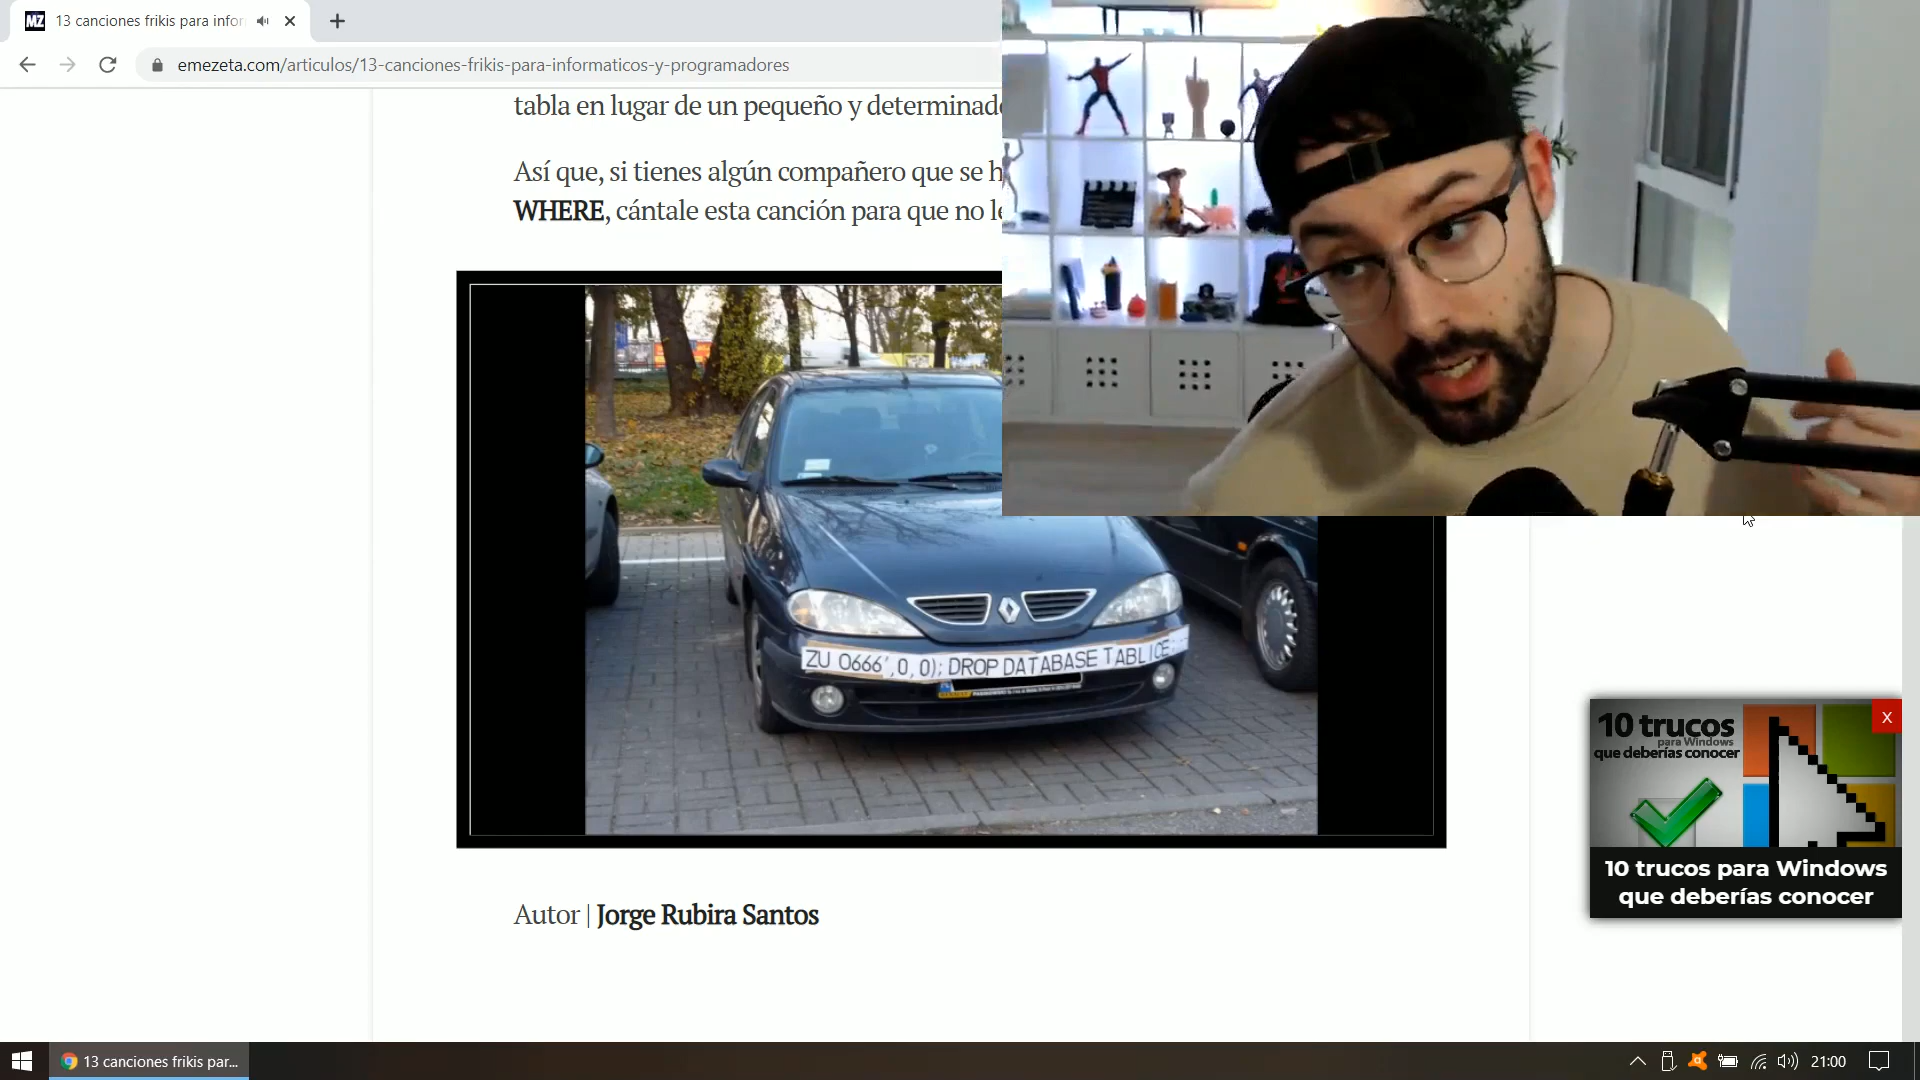 MZ 13 canciones frikis para infor
emezeta.com/articulos/13-canciones-frikis-para-informaticos-y-programadores
tabla en lugar de un pequeño y determinado
Así que, si tienes algún compañero que se h
WHERE, cántale esta canción para que no le
ZU 0666',0,0); DROP DATABASE TABLICE;
Autor | Jorge Rubira Santos
X
10 trucos
para Windows
que deberías conocer
10 trucos para Windows
que deberías conocer
13 canciones frikis par...
21:00